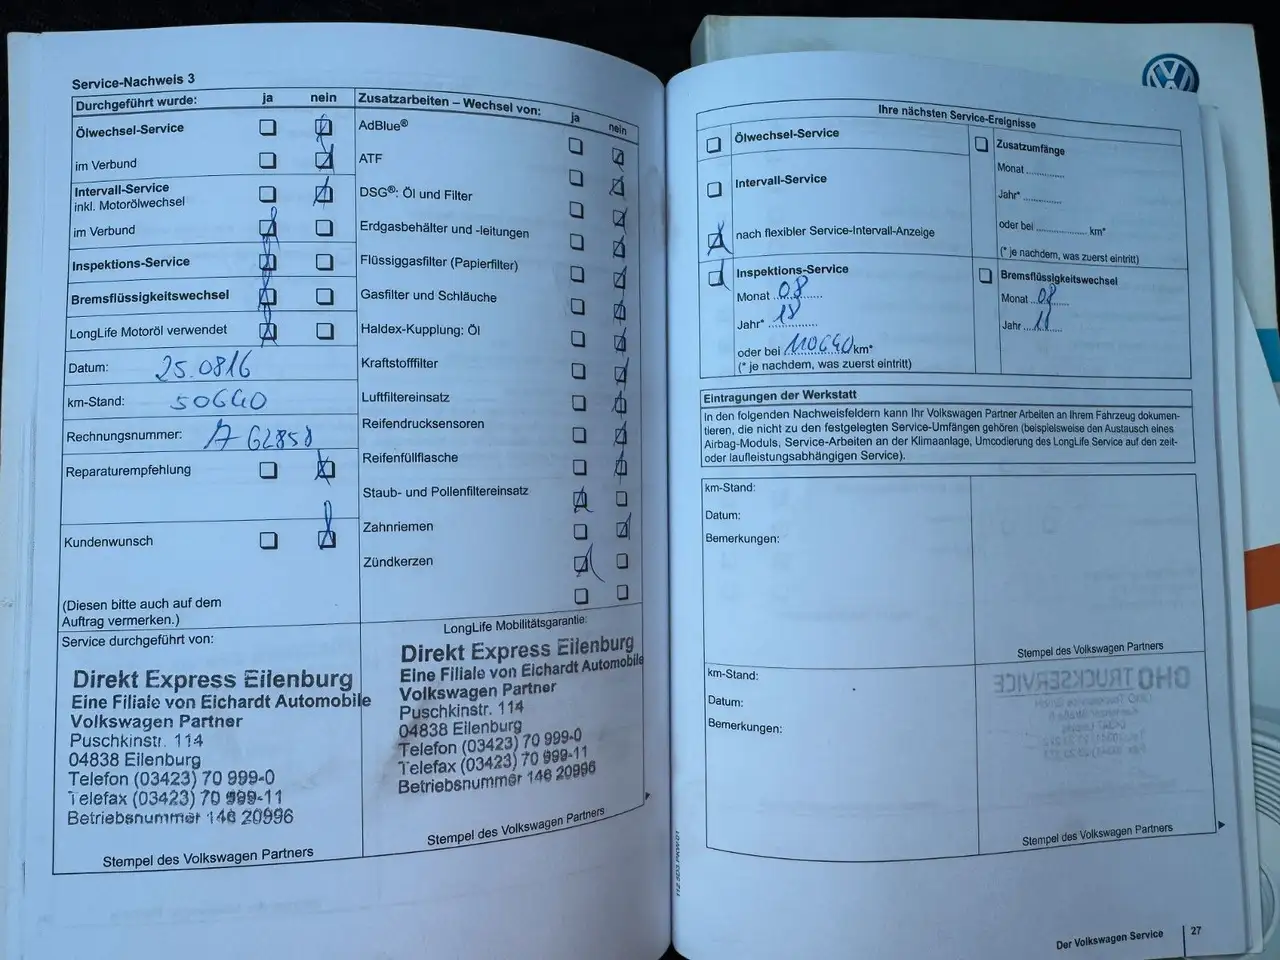 Service-Nachweis 3
Durchgeführt wurde: ja nein
Ölwechsel-Service
im Verbund
Intervall-Service
inkl. Motorölwechsel
im Verbund
Inspektions-Service
Bremsflüssigkeitswechsel
LongLife Motoröl verwendet
Datum: 25.0816
km-Stand: 50640
Rechnungsnummer:
Reparaturempfehlung
Kundenwunsch
(Diesen bitte auch auf dem
Auftrag vermerken.)
Service durchgeführt von:
Direkt Express Eilenburg
Eine Filiale von Eichardt Automobile
Volkswagen Partner
Puschkinstr. 114
04838 Eilenburg
Telefon (03423) 70 999-0
Telefax (03423) 70 999-11
Betriebsnummer 146 20996
Stempel des Volkswagen Partners
Zusatzarbeiten – Wechsel von: ja nein
AdBlue®
ATF
DSG®: Öl und Filter
Erdgasbehälter und -leitungen
Flüssiggasfilter (Papierfilter)
Gasfilter und Schläuche
Haldex-Kupplung: Öl
Kraftstofffilter
Luftfiltereinsatz
Reifendrucksensoren
Reifenfüllflasche
Staub- und Pollenfiltereinsatz
Zahnriemen
Zündkerzen
LongLife Mobilitätsgarantie:
Direkt Express Eilenburg
Eine Filiale von Eichardt Automobile
Volkswagen Partner
Puschkinstr. 114
04838 Eilenburg
Telefon (03423) 70 999-0
Telefax (03423) 70 999-11
Betriebsnummer 146 20996
Stempel des Volkswagen Partners
Ihre nächsten Service-Ereignisse
Ölwechsel-Service
Intervall-Service
nach flexibler Service-Intervall-Anzeige
Inspektions-Service
Monat 08
Jahr* 18
oder bei 110640 km*
(* je nachdem, was zuerst eintritt)
Zusatzumfänge
Monat
Jahr*
oder bei km*
(* je nachdem, was zuerst eintritt)
Bremsflüssigkeitswechsel
Monat 08
Jahr
Eintragungen der Werkstatt
In den folgenden Nachweisfeldern kann Ihr Volkswagen Partner Arbeiten an Ihrem Fahrzeug dokumen-
tieren, die nicht zu den festgelegten Service-Umfängen gehören (beispielsweise den Austausch eines
Airbag-Moduls, Service-Arbeiten an der Klimaanlage, Umcodierung des LongLife Service auf den zeit-
oder laufleistungsabhängigen Service).
km-Stand:
Datum:
Bemerkungen:
Stempel des Volkswagen Partners
km-Stand:
Datum:
Bemerkungen:
OHO TRUCKSERVICE
Stempel des Volkswagen Partners
Der Volkswagen Service 27